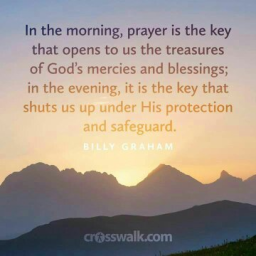 In the morning, prayer is the key
that opens to us the treasures
of God's mercies and blessings;
in the evening, it is the key that
shuts us up under His protection
and safeguard.
BILLY GRAHAM
crosswalk.com